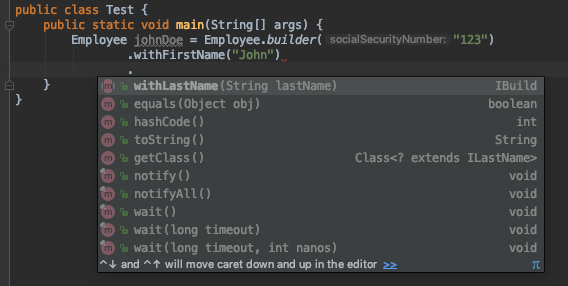 public class Test {
public static void main(String[] args) {
Employee johnDoe = Employee.builder( socialSecurityNumber: "123")
.withFirstName("John")
.
withLastName(String lastName) IBuild
equals(Object obj) boolean
hashCode() int
toString() String
getClass() Class<? extends ILastName>
notify() void
notifyAll() void
wait() void
wait(long timeout) void
wait(long timeout, int nanos) void
^↓ and ^↑ will move caret down and up in the editor >> π
}
}